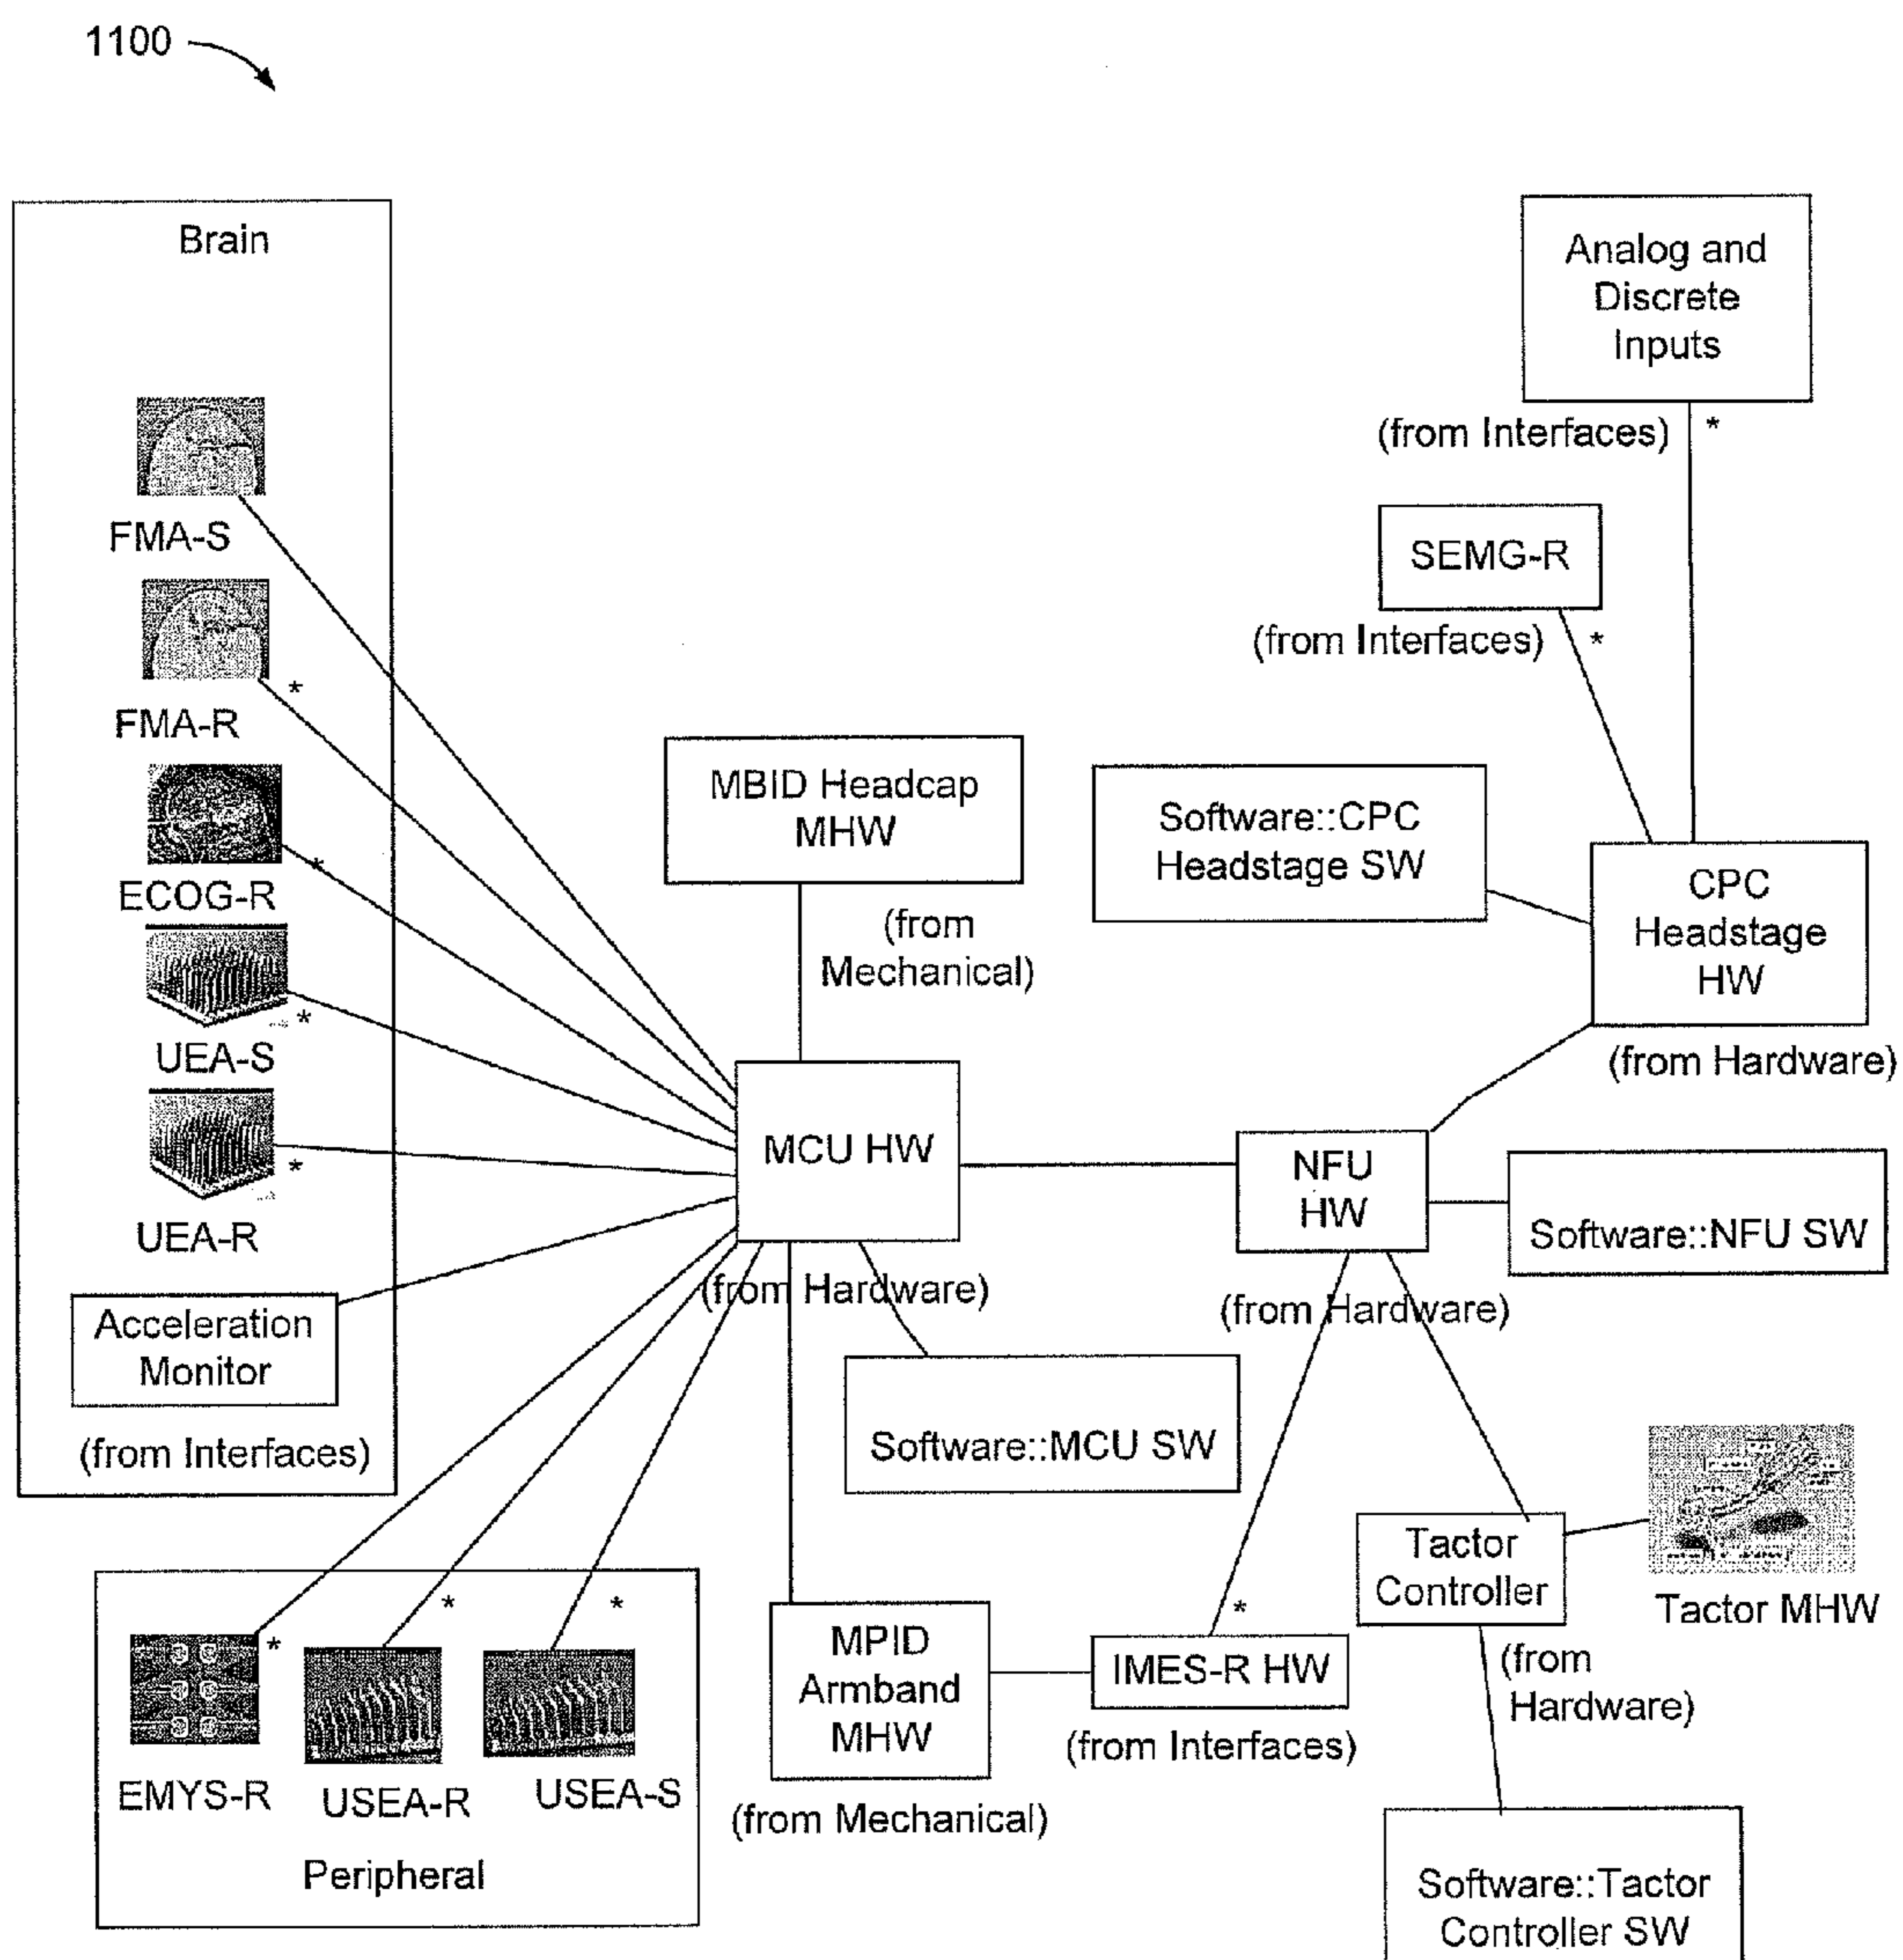 1100
Brain
FMA-S
*
FMA-R
*
ECOG-R
*
UEA-S
*
UEA-R
Acceleration
Monitor
(from Interfaces)
*
*
*
EMYS-R
USEA-R
USEA-S
Peripheral
MBID Headcap
MHW
(from
Mechanical)
MCU HW
(from Hardware)
Software::MCU SW
MPID
Armband
MHW
(from Mechanical)
Analog and
Discrete
Inputs
(from Interfaces)
*
SEMG-R
(from Interfaces)
*
Software::CPC
Headstage SW
CPC
Headstage
HW
(from Hardware)
NFU
HW
(from Hardware)
Software::NFU SW
*
IMES-R HW
(from Interfaces)
Tactor
Controller
(from
Hardware)
Tactor MHW
Software::Tactor
Controller SW